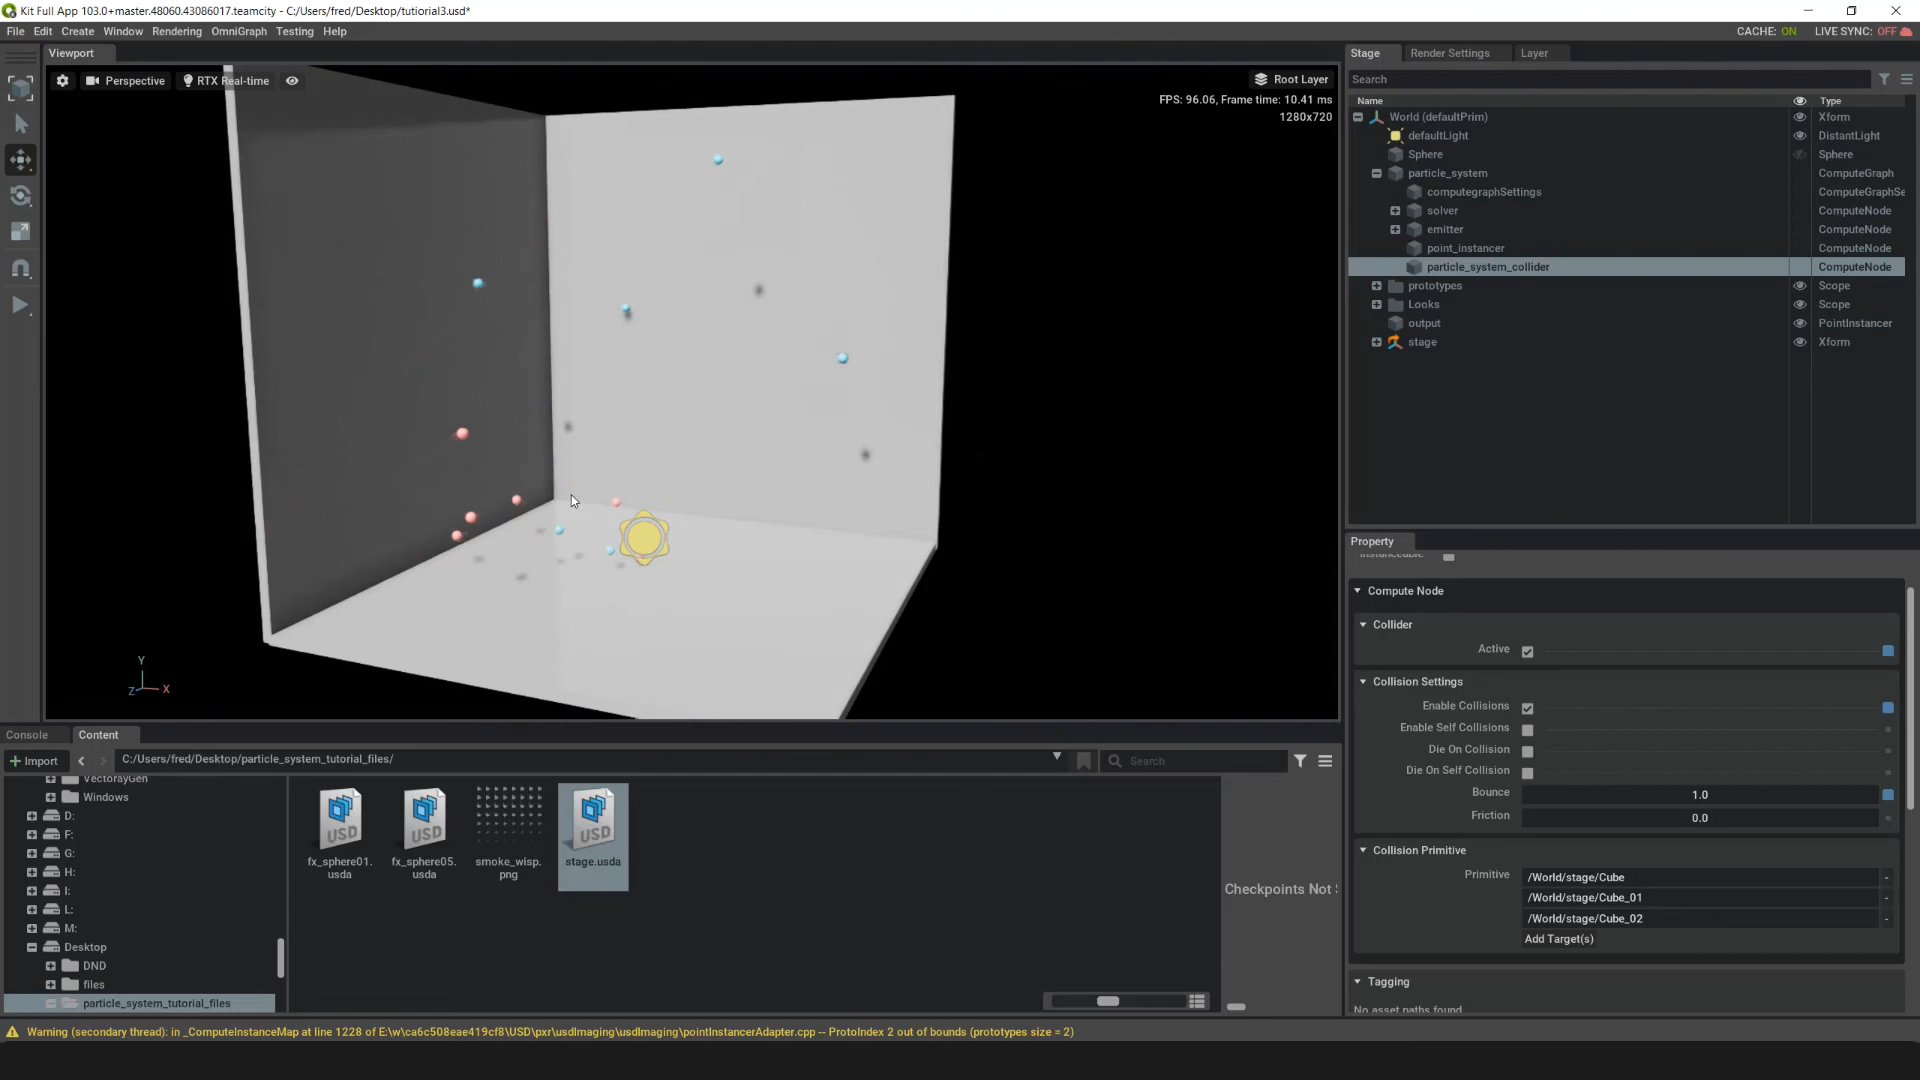 Kit Full App 103.0+master.48060.43086017.teamcity - C:/Users/fred/Desktop/tutiorial3.usd*
File Edit Create Window Rendering OmniGraph Testing Help
CACHE: ON LIVE SYNC: OFF
Viewport
Perspective RTX Real-time
Root Layer
FPS: 96.06, Frame time: 10.41 ms
1280x720
Y
Z X
Stage Render Settings Layer
Search
Name Type
World (defaultPrim) Xform
defaultLight DistantLight
Sphere Sphere
particle_system ComputeGraph
computegraphSettings ComputeGraphSe
solver ComputeNode
emitter ComputeNode
point_instancer ComputeNode
particle_system_collider ComputeNode
prototypes Scope
Looks Scope
output PointInstancer
stage Xform
Property
Instanceable
Compute Node
Collider
Active
Collision Settings
Enable Collisions
Enable Self Collisions
Die On Collision
Die On Self Collision
Bounce 1.0
Friction 0.0
Collision Primitive
Primitive /World/stage/Cube -
/World/stage/Cube_01 -
/World/stage/Cube_02 -
Add Target(s)
Tagging
No asset paths found.
Console Content
+ Import C:/Users/fred/Desktop/particle_system_tutorial_files/ Search
VectorayGen
Windows
D:
F:
G:
H:
I:
L:
M:
Desktop
DND
files
particle_system_tutorial_files
USD USD USD
fx_sphere01.
usda
fx_sphere05.
usda
smoke_wisp.
png
stage.usda
Checkpoints Not
Warning (secondary thread): in _ComputeInstanceMap at line 1228 of E:\w\ca6c508eae419cf8\USD\pxr\usdImaging\usdImaging\pointInstancerAdapter.cpp -- ProtoIndex 2 out of bounds (prototypes size = 2)